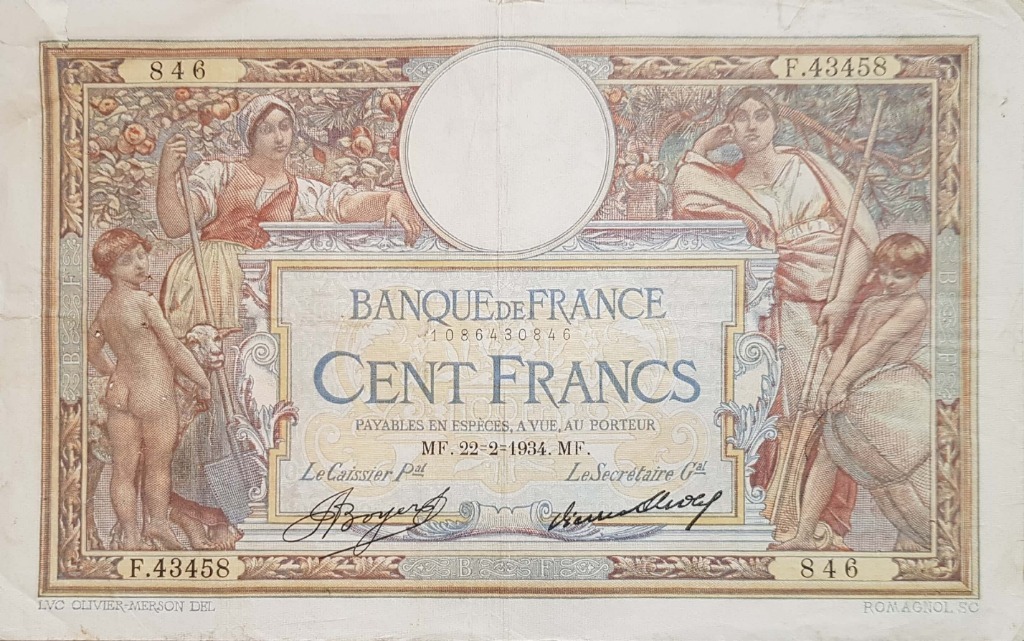 846 F.43458
BANQUE DE FRANCE
1086430846
CENT FRANCS
PAYABLES EN ESPÈCES, A VUE, AU PORTEUR
MF. 22=2=1934. MF.
Le Caissier Pal Le Secrétaire Gal
JBoyer
B F
B F
F.43458 B F 846
LVC OLIVIER-MERSON DEL ROMAGNOL SC